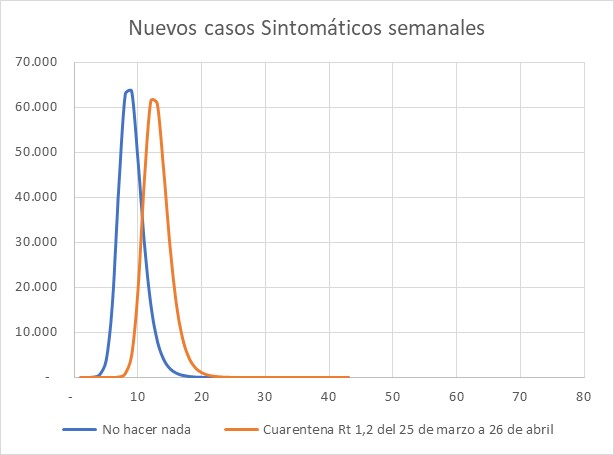 Nuevos casos Sintomáticos semanales
70.000
60.000
50.000
40.000
30.000
20.000
10.000
-
- 10 20 30 40 50 60 70 80
No hacer nada Cuarentena Rt 1,2 del 25 de marzo a 26 de abril